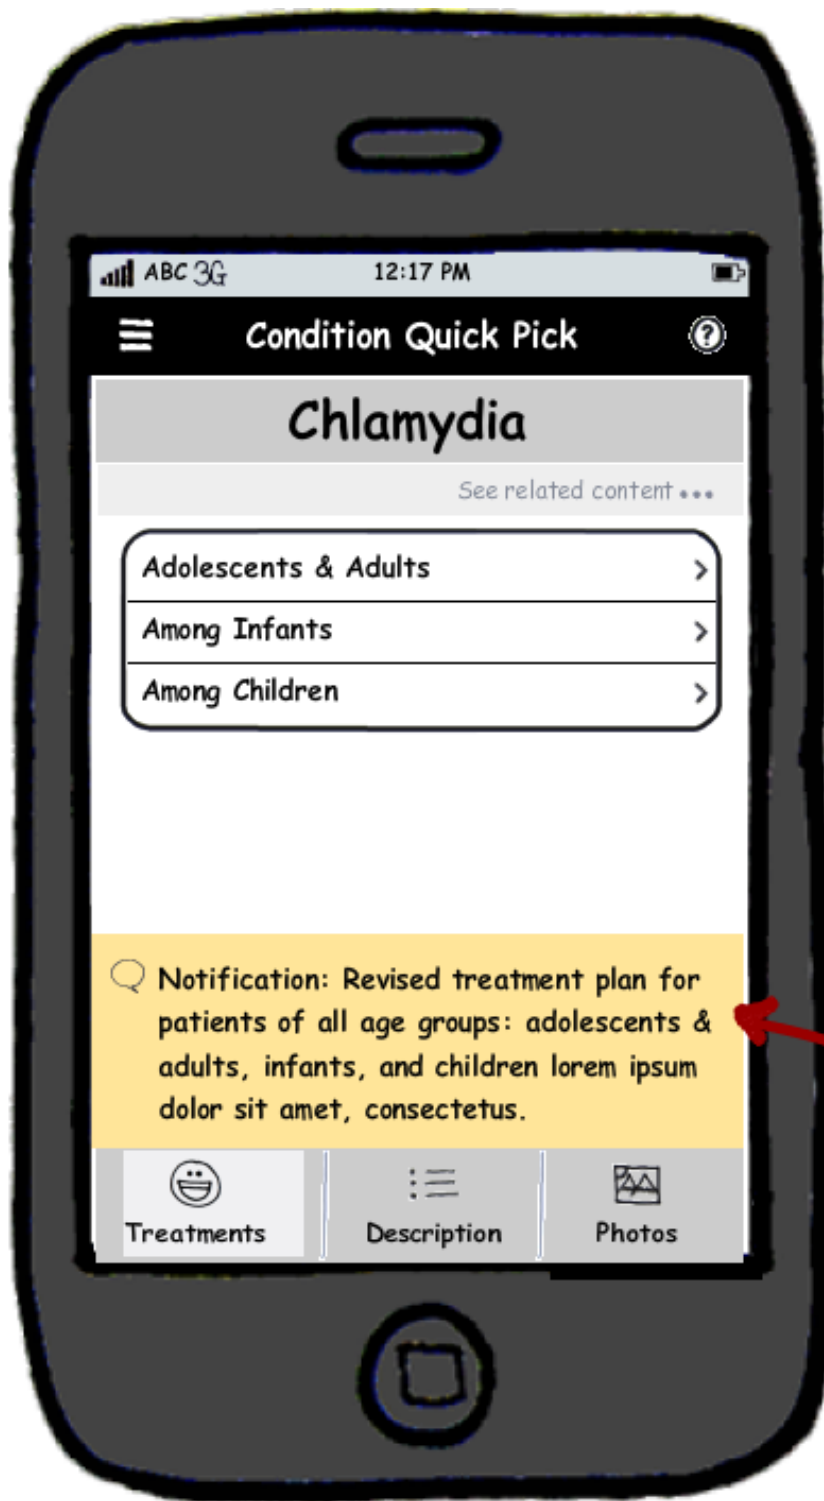 ABC 3G 12:17 PM
Condition Quick Pick
Chlamydia
See related content
Adolescents & Adults
Among Infants
Among Children
Notification: Revised treatment plan for
patients of all age groups: adolescents &
adults, infants, and children lorem ipsum
dolor sit amet, consectetus.
Treatments Description Photos